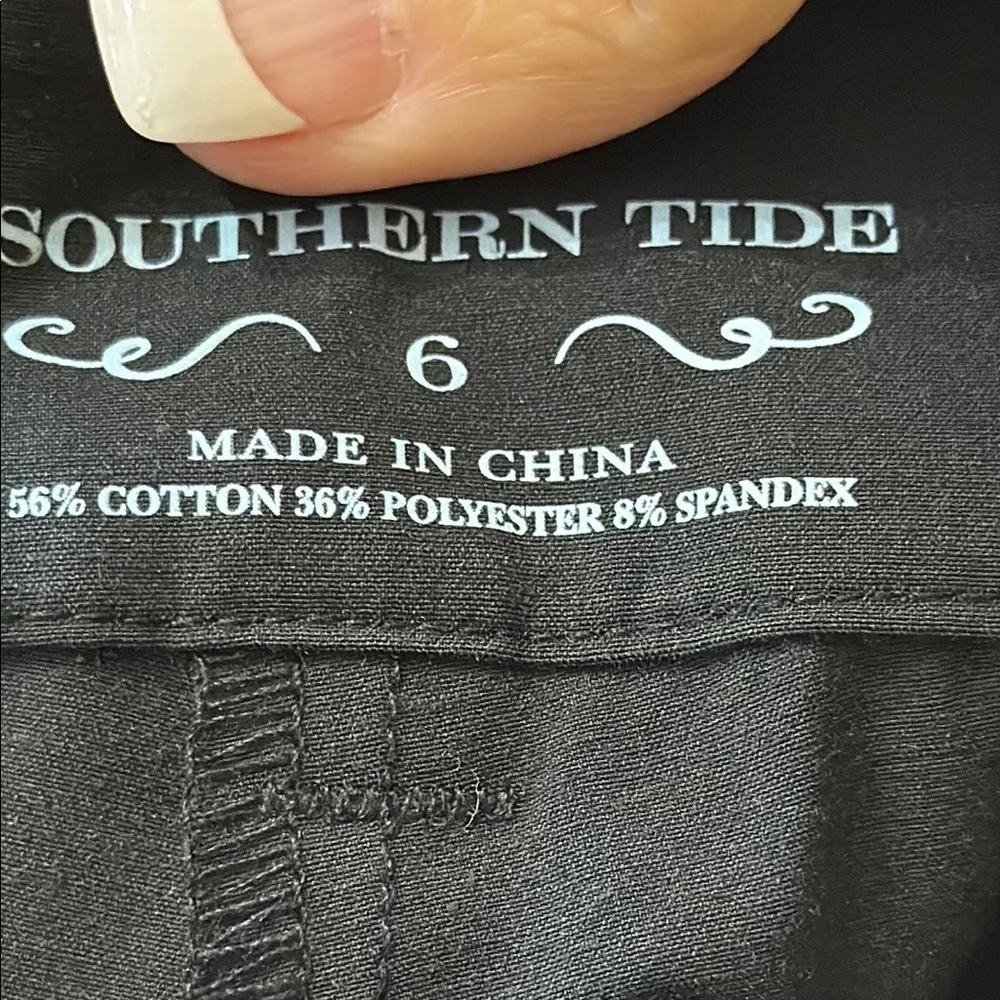 SOUTHERN TIDE
6
MADE IN CHINA
56% COTTON 36% POLYESTER 8% SPANDEX